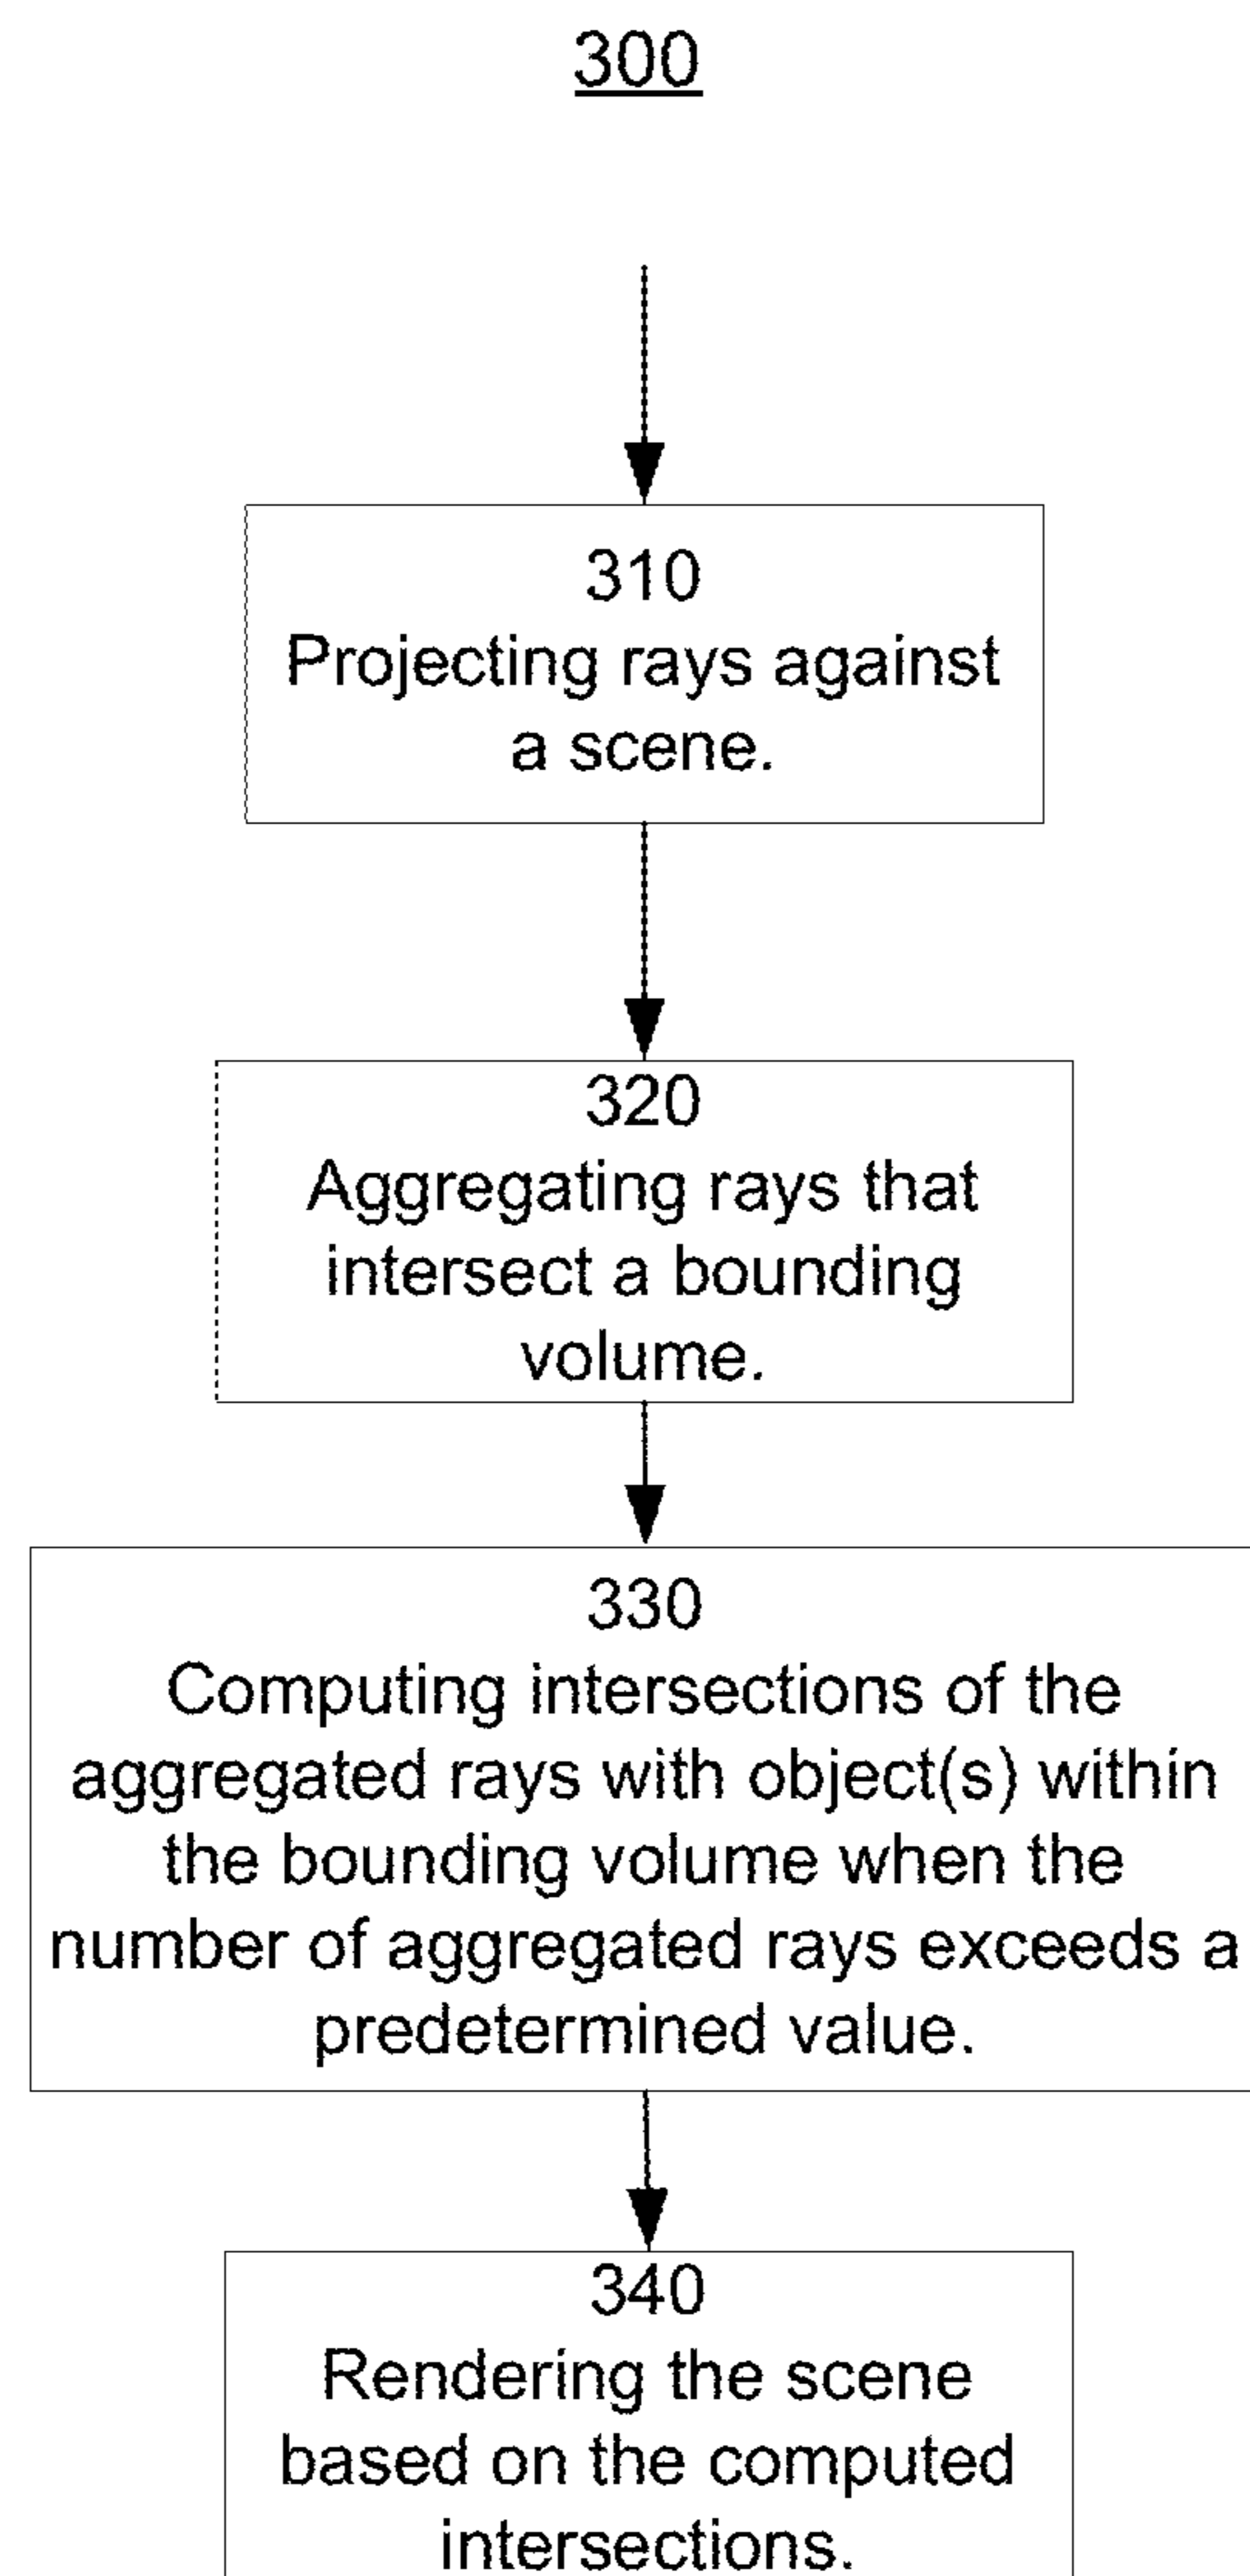 300
310
Projecting rays against
a scene.
320
Aggregating rays that
intersect a bounding
volume.
330
Computing intersections of the
aggregated rays with object(s) within
the bounding volume when the
number of aggregated rays exceeds a
predetermined value.
340
Rendering the scene
based on the computed
intersections.